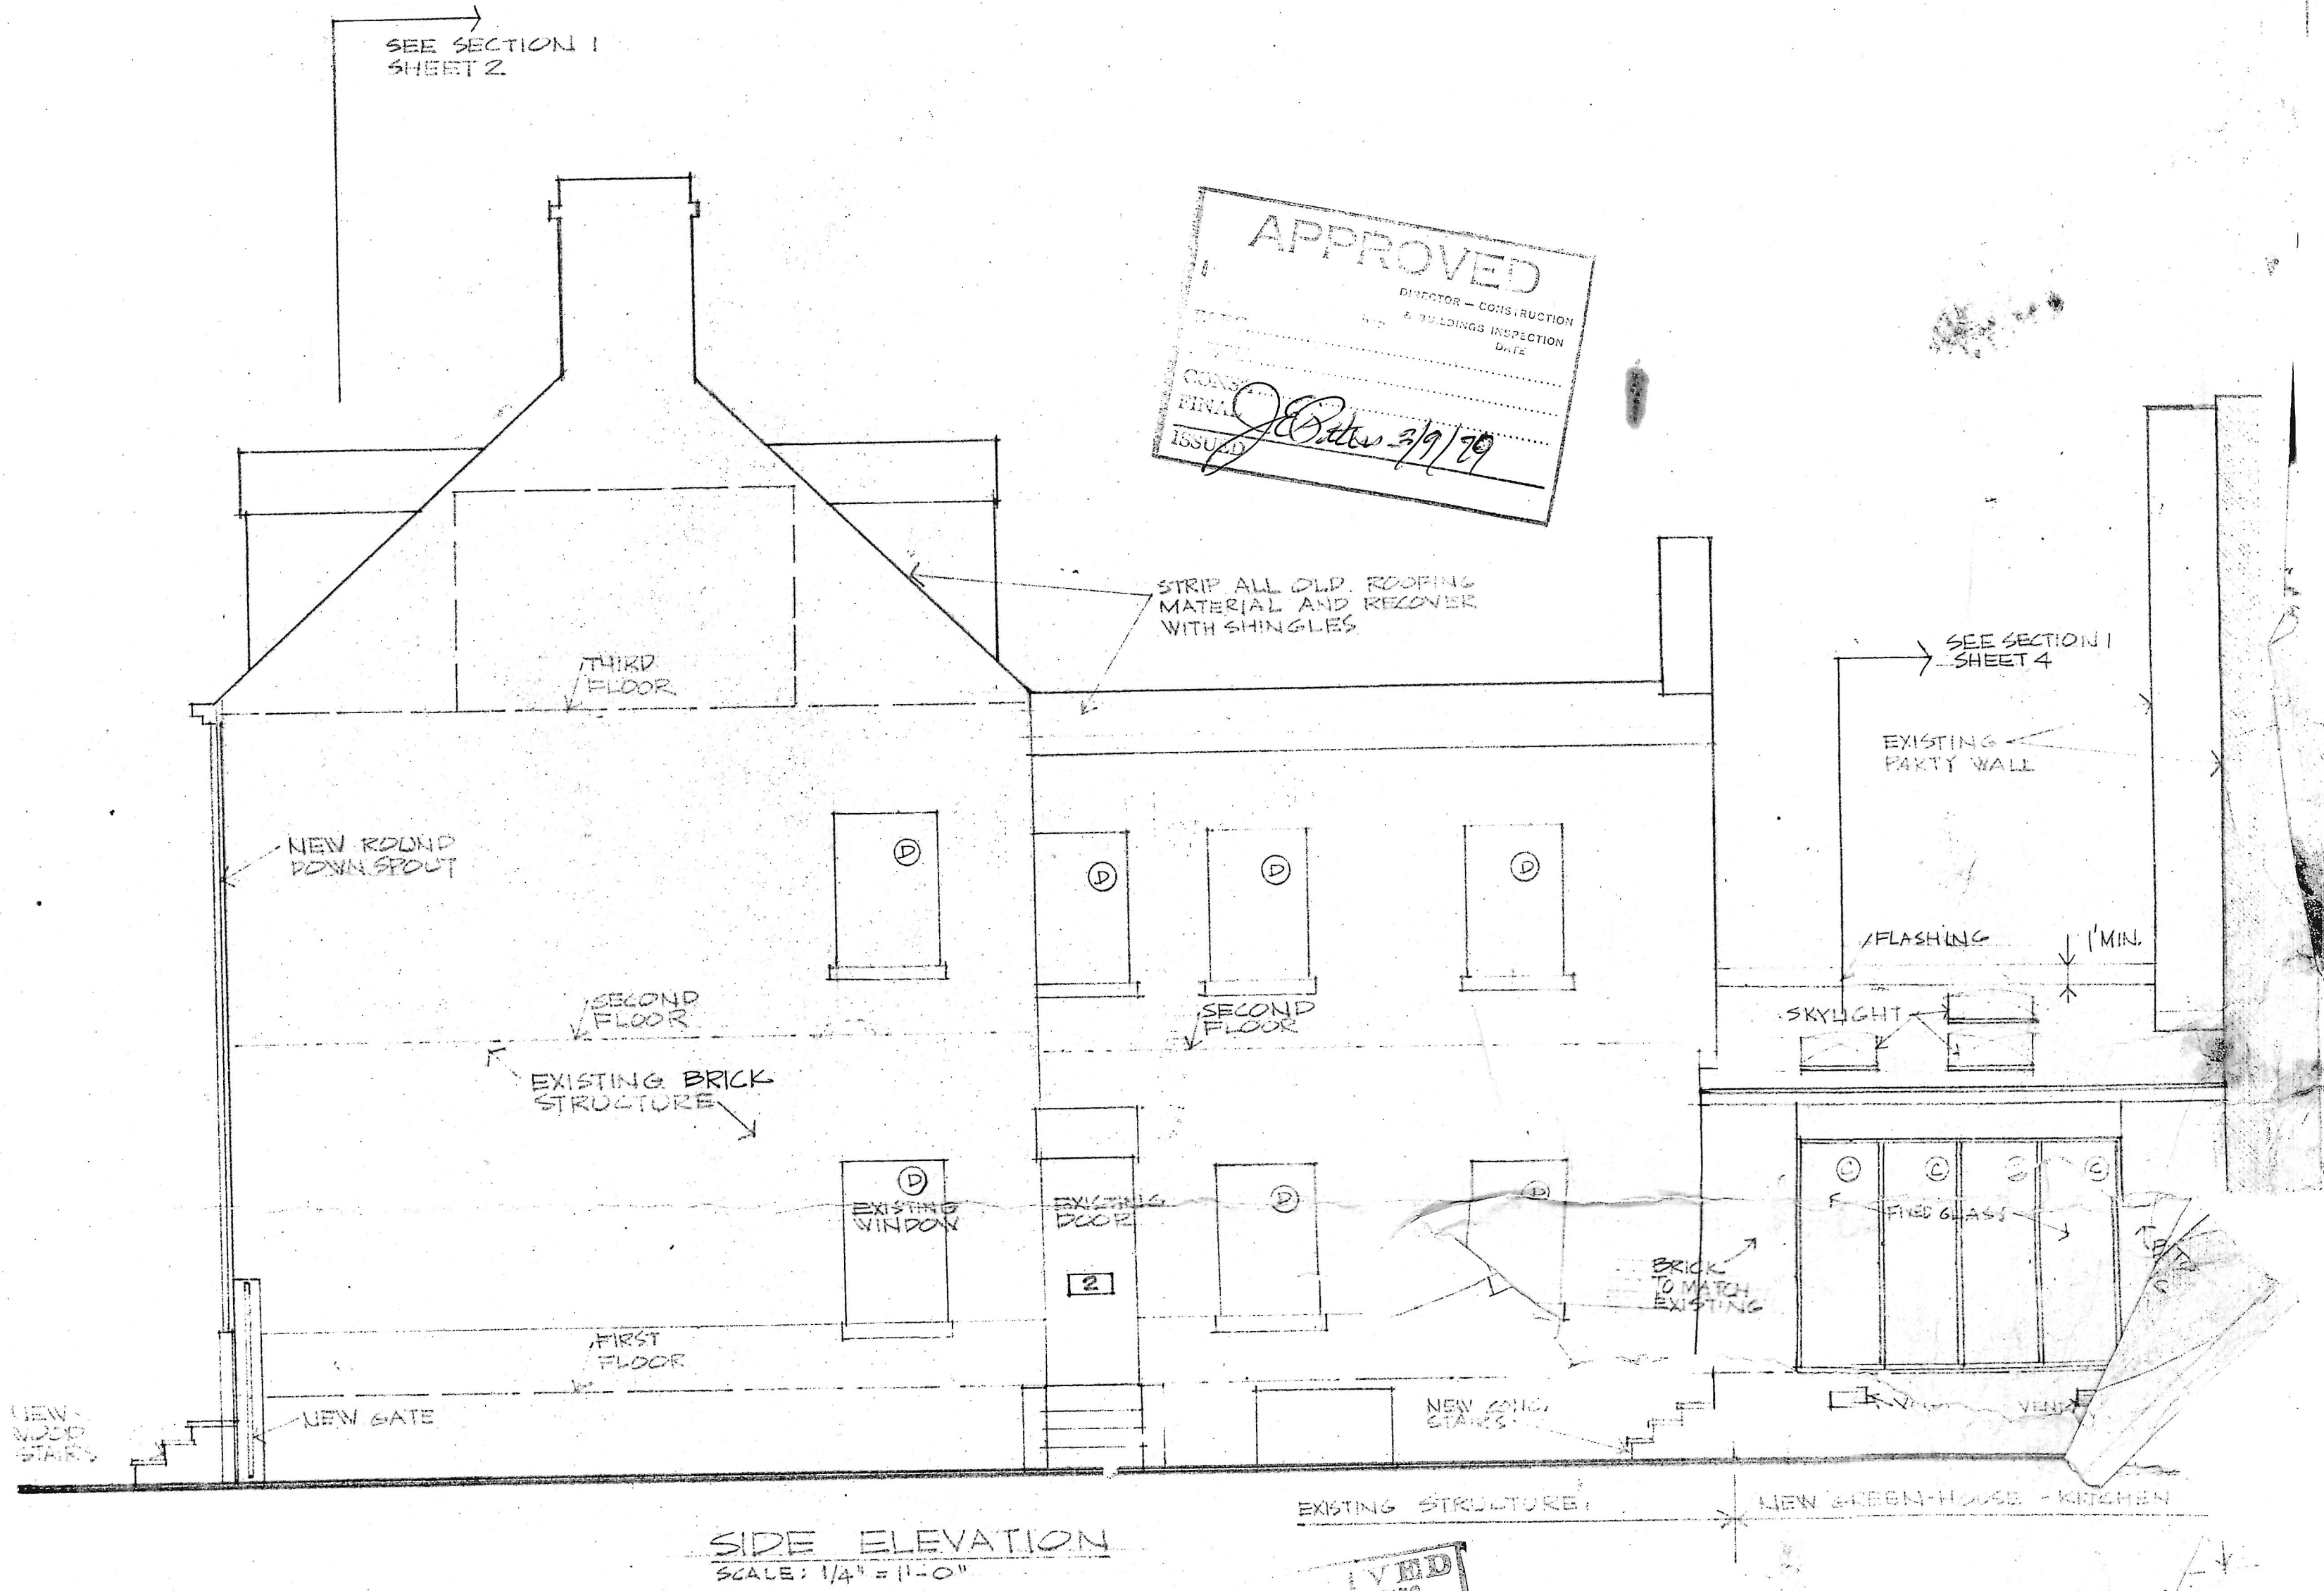 SEE SECTION 1
SHEET 2
APPROVED
DIRECTOR — CONSTRUCTION
& BUILDINGS INSPECTION
DATE
FINAL
ISSUED
3/9/79
STRIP ALL OLD ROOFING
MATERIAL AND RECOVER
WITH SHINGLES
SEE SECTION 1
SHEET 4
THIRD
FLOOR
EXISTING
PARTY WALL
NEW ROUND
DOWN SPOUT
D
D
D
D
FLASHING
1' MIN.
SECOND
FLOOR
SECOND
FLOOR
SKYLIGHT
EXISTING BRICK
STRUCTURE
D
EXISTING
WINDOW
EXISTING
DOOR
D
D
C
C
C
C
FIXED GLASS
2
BRICK
TO MATCH
EXISTING
FIRST
FLOOR
NEW
WOOD
STAIRS
NEW GATE
NEW CONC.
STAIRS
VENT
EXISTING STRUCTURE
NEW GREEN-HOUSE - KITCHEN
SIDE ELEVATION
SCALE: 1/4" = 1'-0"